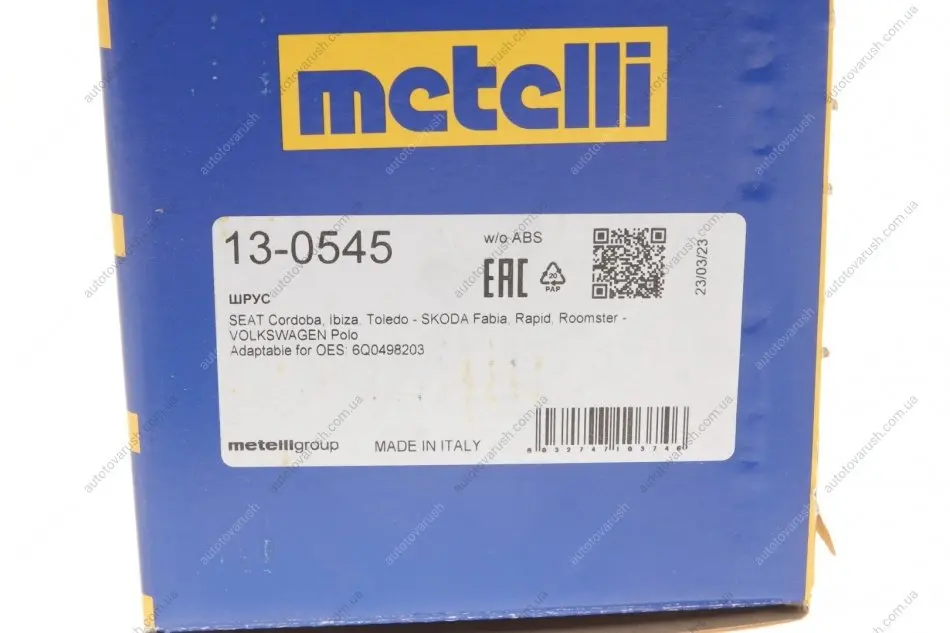 metelli
13-0545
w/o ABS
EAC
20
PAP
23/03/23
ШРУС
SEAT Cordoba, Ibiza, Toledo - SKODA Fabia, Rapid, Roomster -
VOLKSWAGEN Polo
Adaptable for OES: 6Q0498203
metelligroup
MADE IN ITALY
autotovarush.com.ua